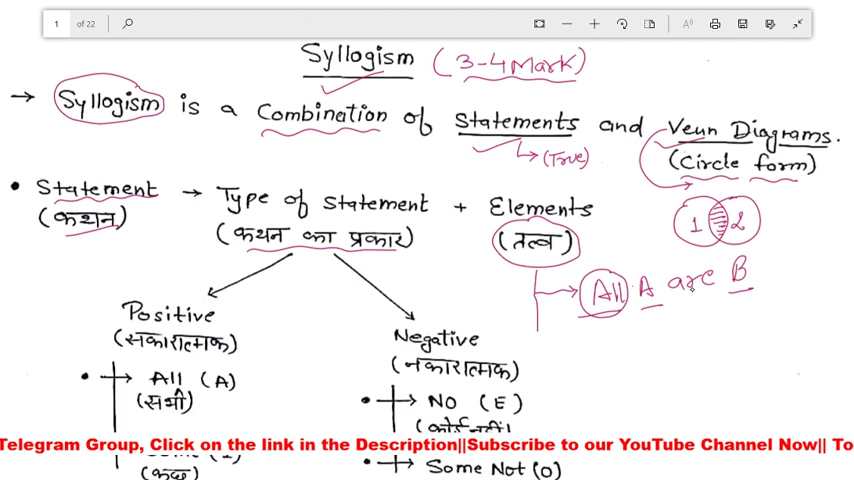 1 of 22
Syllogism (3-4 Mark)
→ Syllogism is a Combination of Statements and Venn Diagrams.
→(True) (Circle form)
• Statement → Type of statement + Elements
(कथन) (कथन का प्रकार) (तत्व)
1 2
→ All A are B
Positive
(सकारात्मक)
Negative
(नकारात्मक)
• → All (A)
(सभी)
• → NO (E)
(कोई नहीं)
Telegram Group, Click on the link in the Description||Subscribe to our YouTube Channel Now|| To
(कुछ)
• → Some Not (O)